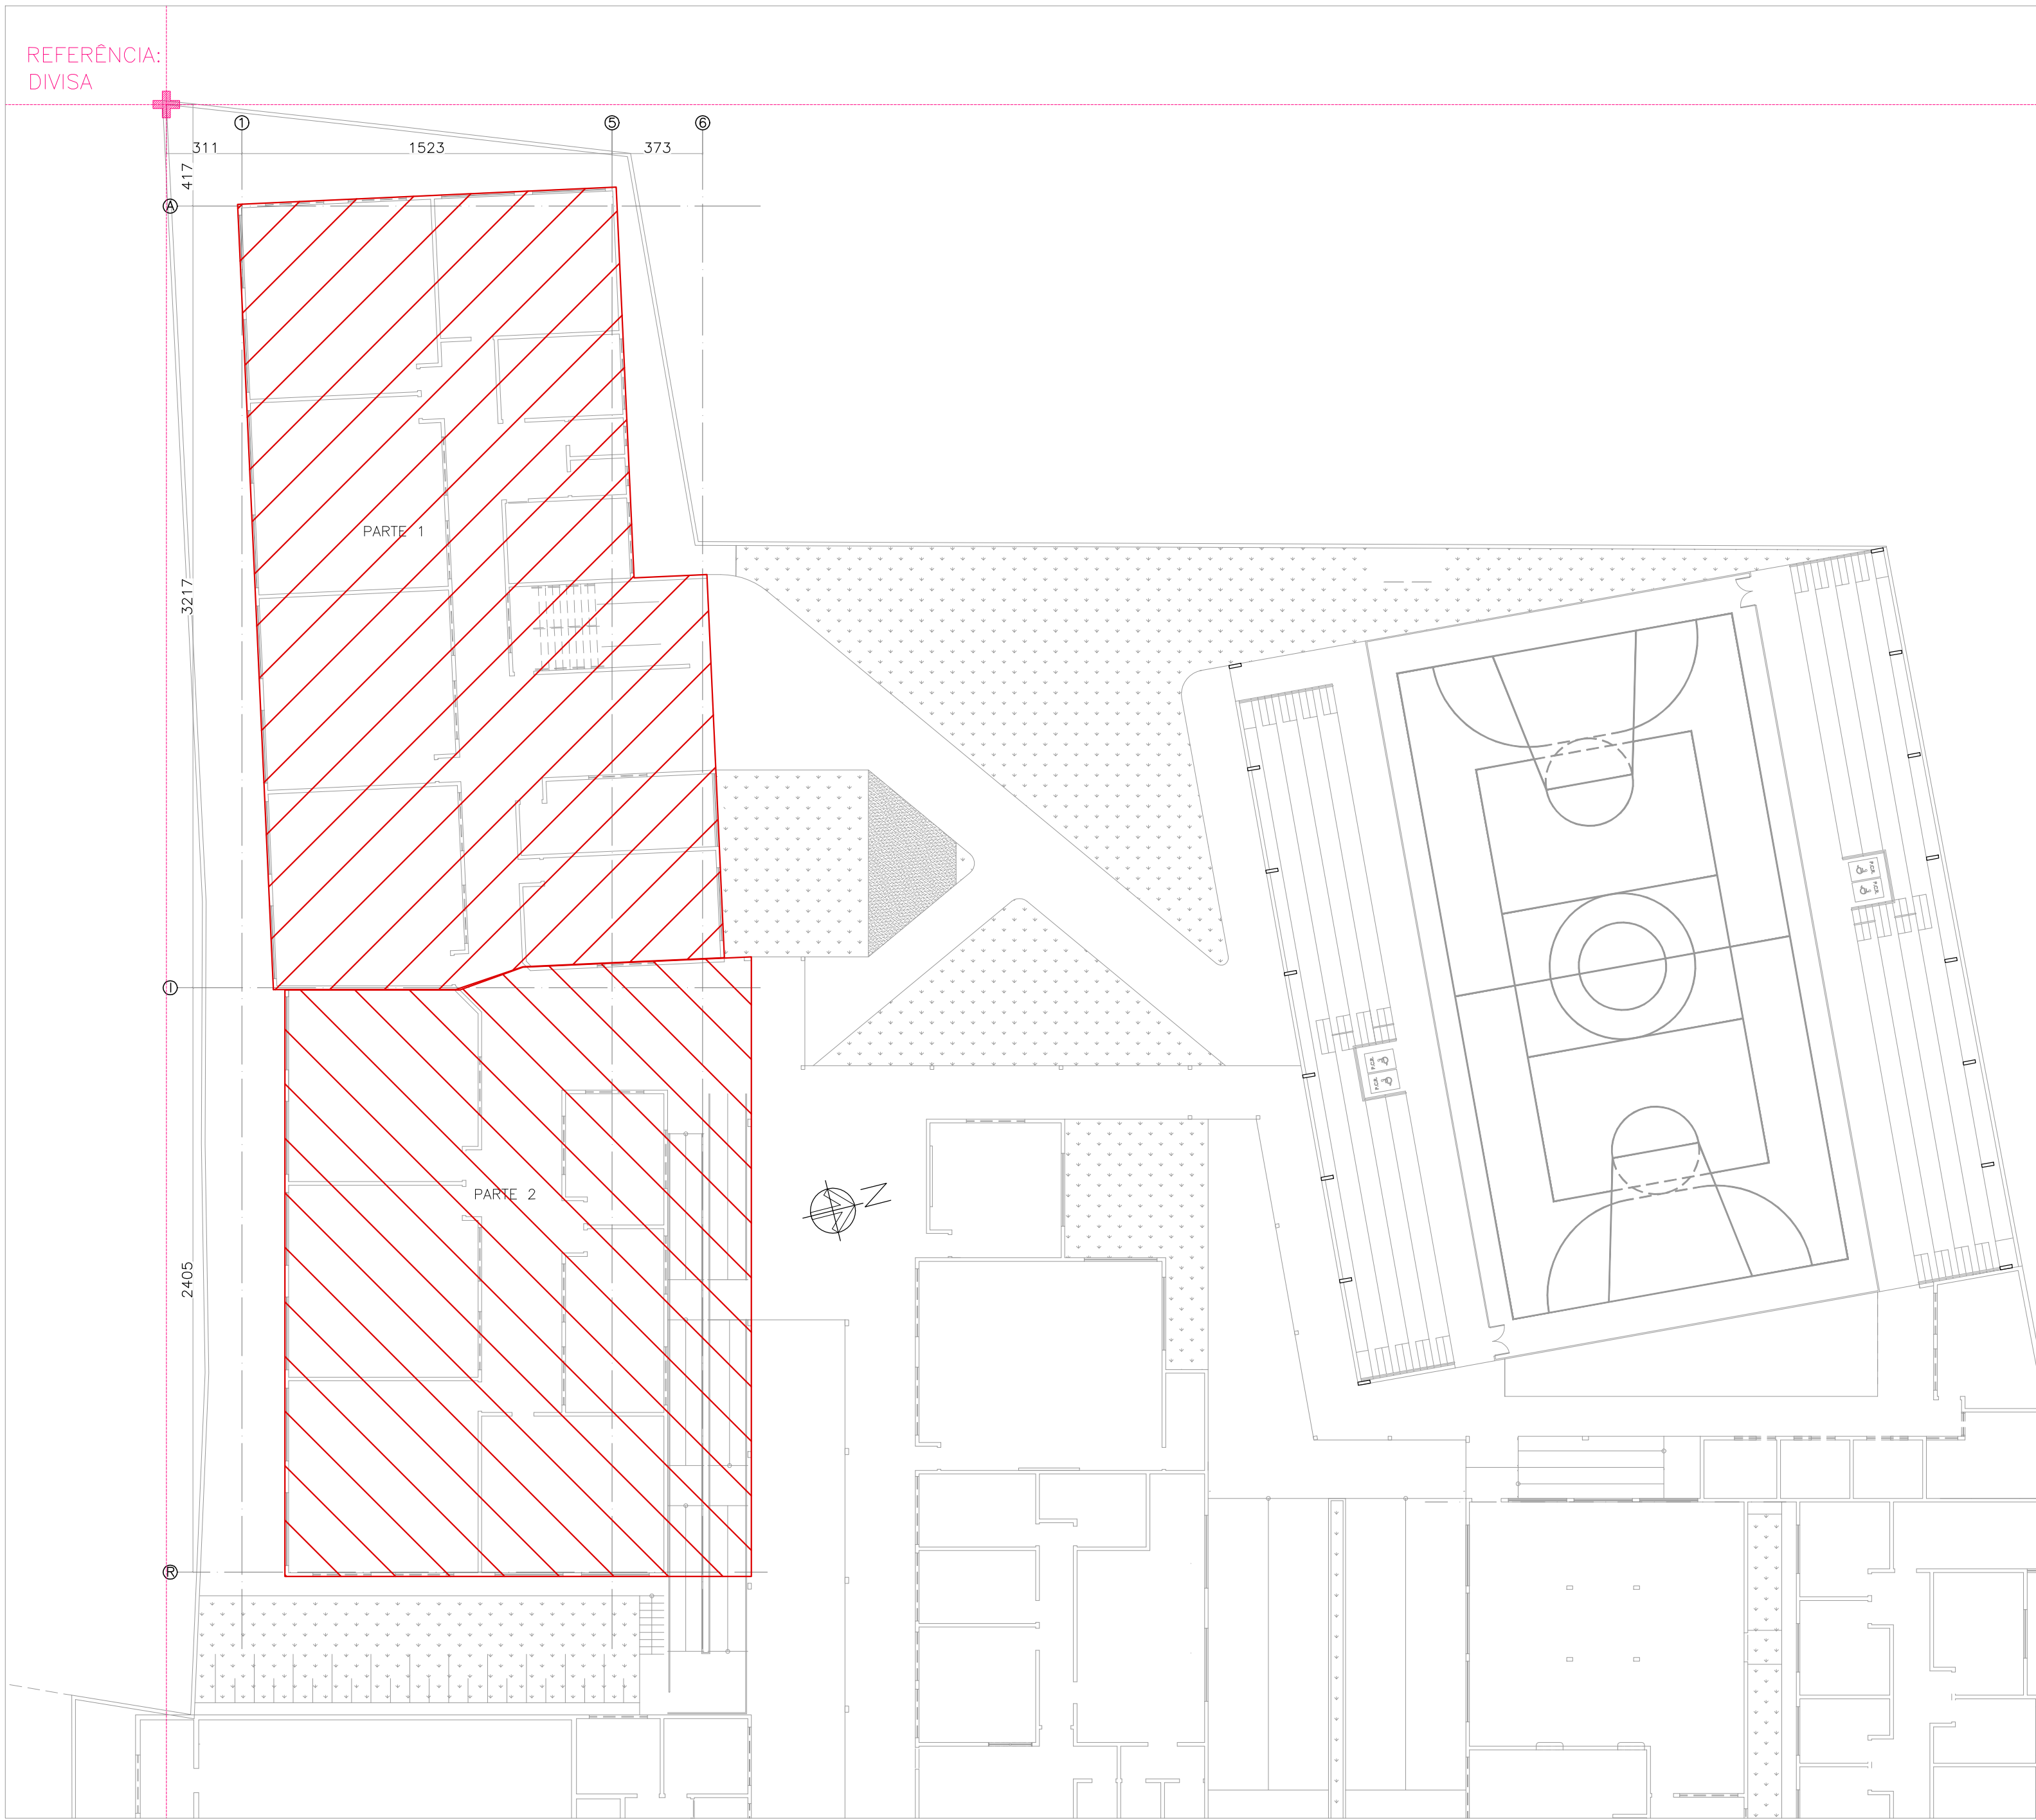 REFERÊNCIA:
DIVISA
1
5
6
311
1523
373
417
A
PARTE 1
3217
P.C.R.
P.C.R.
I
P.C.R.
P.C.R.
PARTE 2
N
2405
R